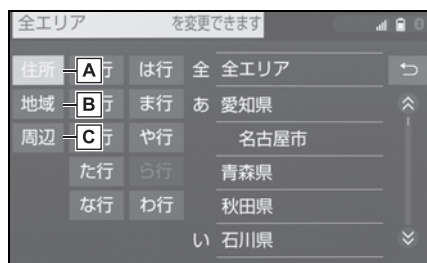 全エリア を変更できます
住所 A 行 は行 全 全エリア
地域 B 行 ま行 あ 愛知県
周辺 C 行 や行 名古屋市
た行 ら行 青森県
な行 わ行 秋田県
い 石川県